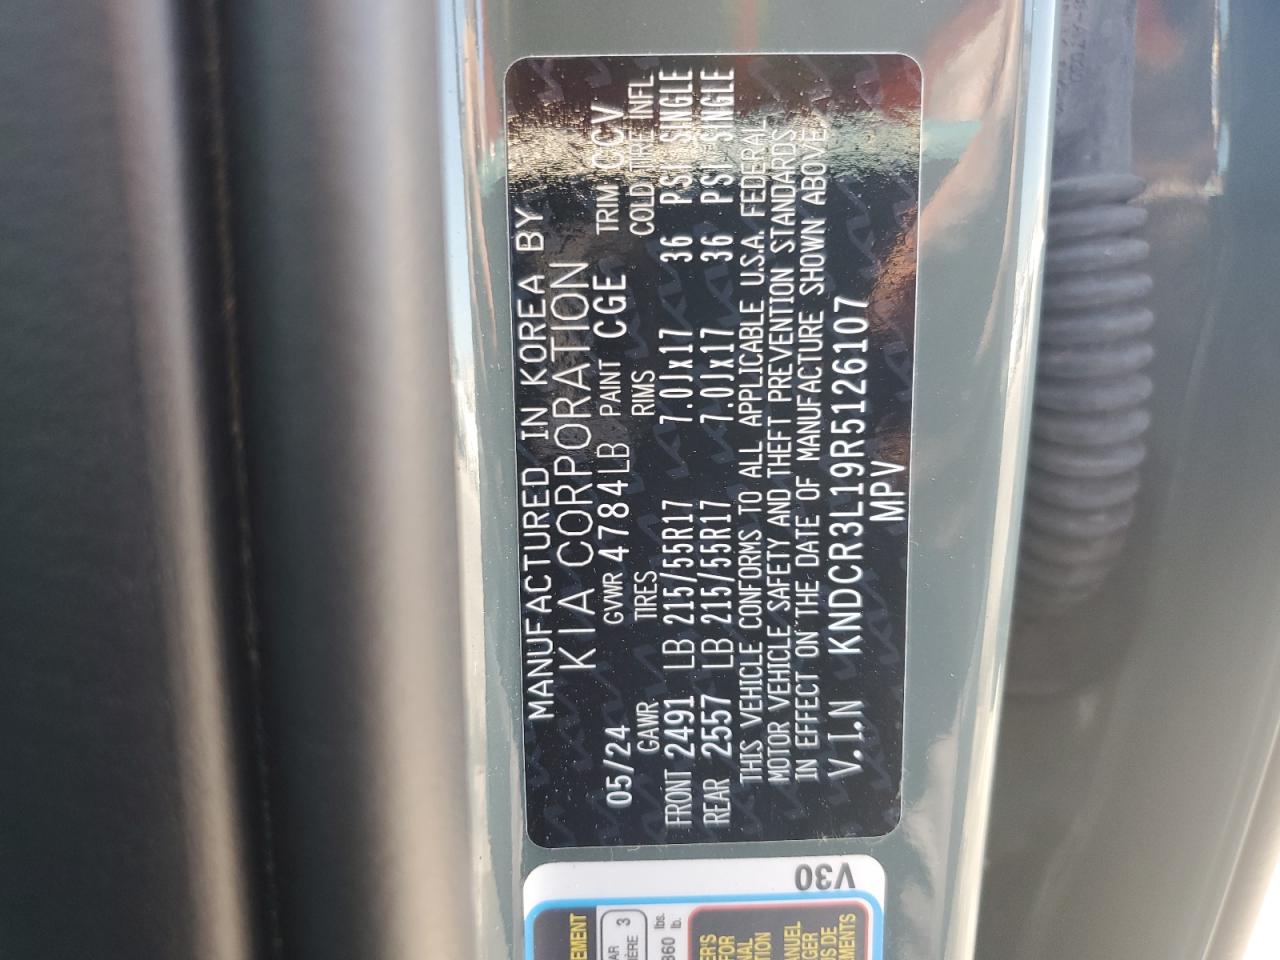 MANUFACTURED IN KOREA BY
KIA CORPORATION
05/24 GVWR 4784LB PAINT CGE TRIM CCV
GAWR TIRES RIMS COLD TIRE INFL.
FRONT 2491 LB 215/55R17 7.0Jx17 36 PSI SINGLE
REAR 2557 LB 215/55R17 7.0Jx17 36 PSI SINGLE
THIS VEHICLE CONFORMS TO ALL APPLICABLE U.S.A. FEDERAL
MOTOR VEHICLE SAFETY AND THEFT PREVENTION STANDARDS
IN EFFECT ON THE DATE OF MANUFACTURE SHOWN ABOVE.
V.I.N KNDCR3L19R5126107
MPV
V30
3
lbs.
lb.